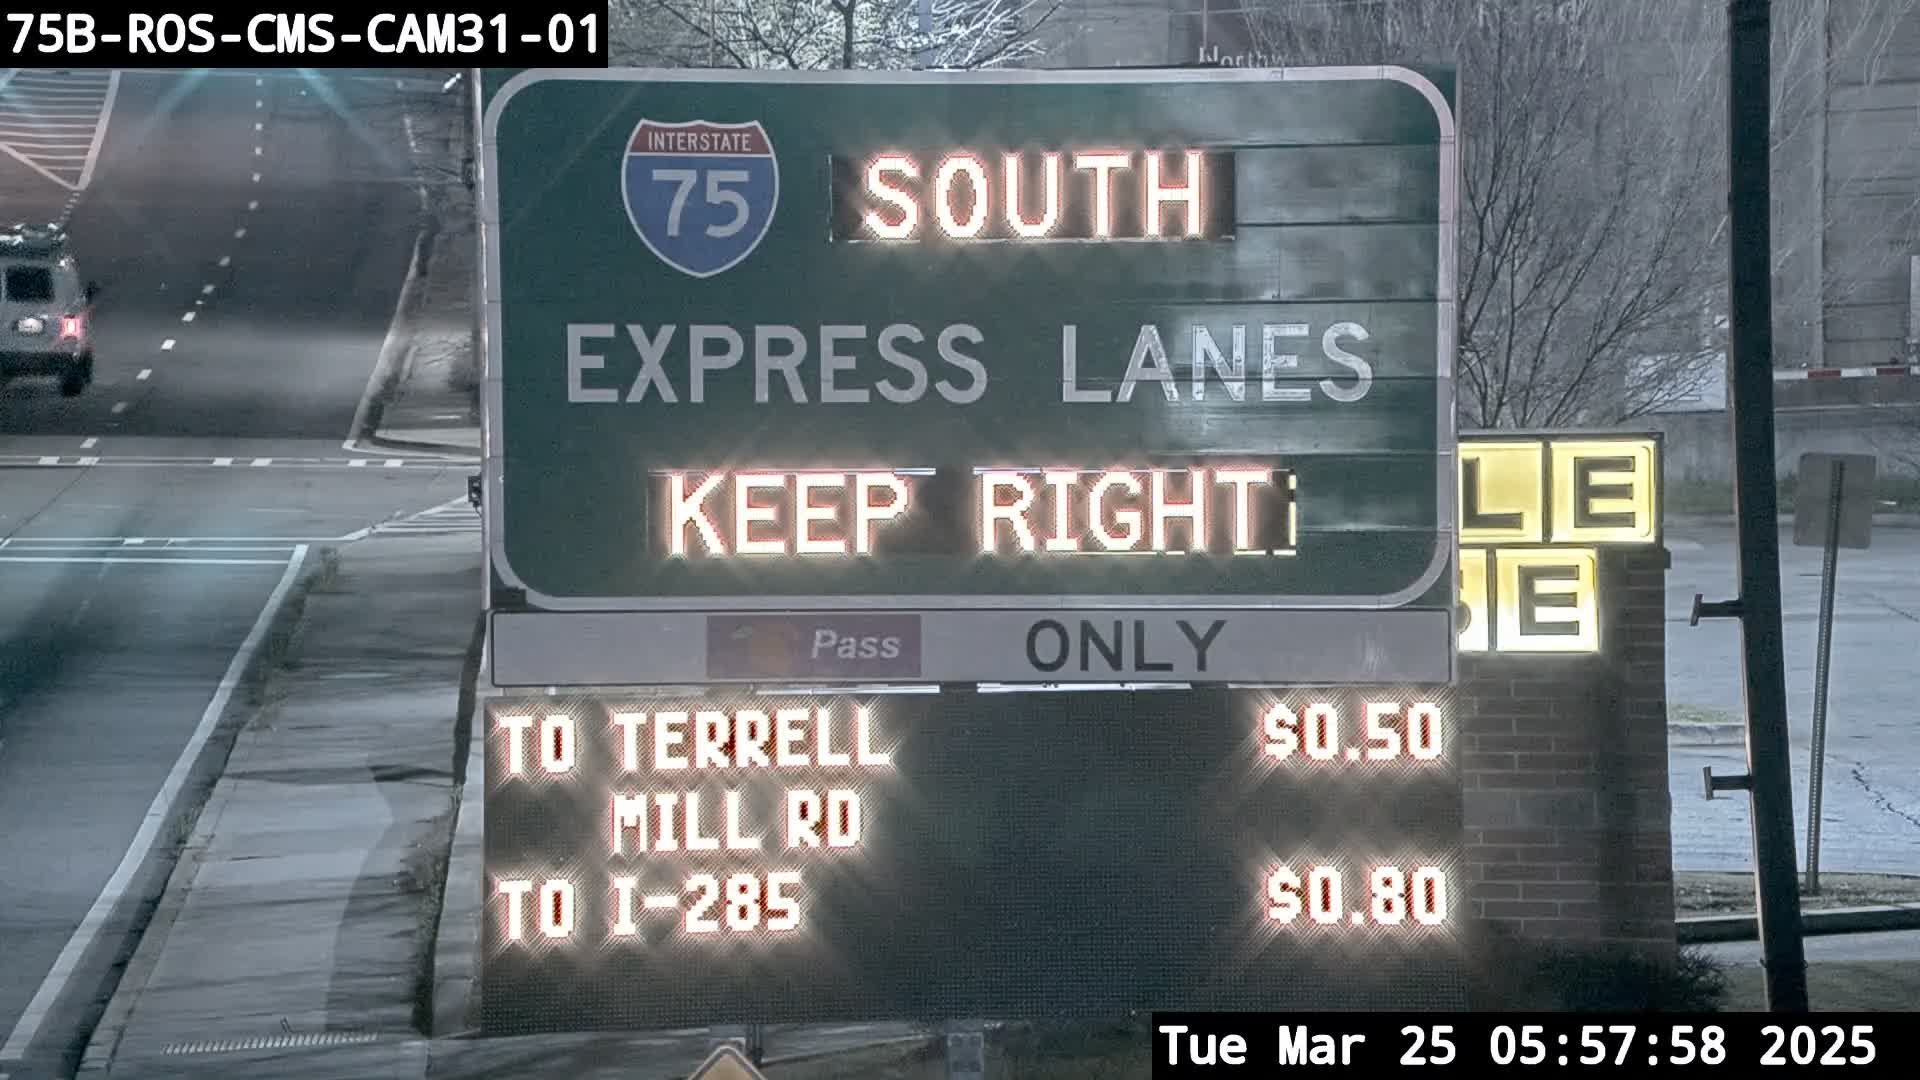 75B-ROS-CMS-CAM31-01
INTERSTATE
75
SOUTH
EXPRESS LANES
KEEP RIGHT
Pass ONLY
TO TERRELL $0.50
MILL RD
TO I-285 $0.80
LE
E
Tue Mar 25 05:57:58 2025